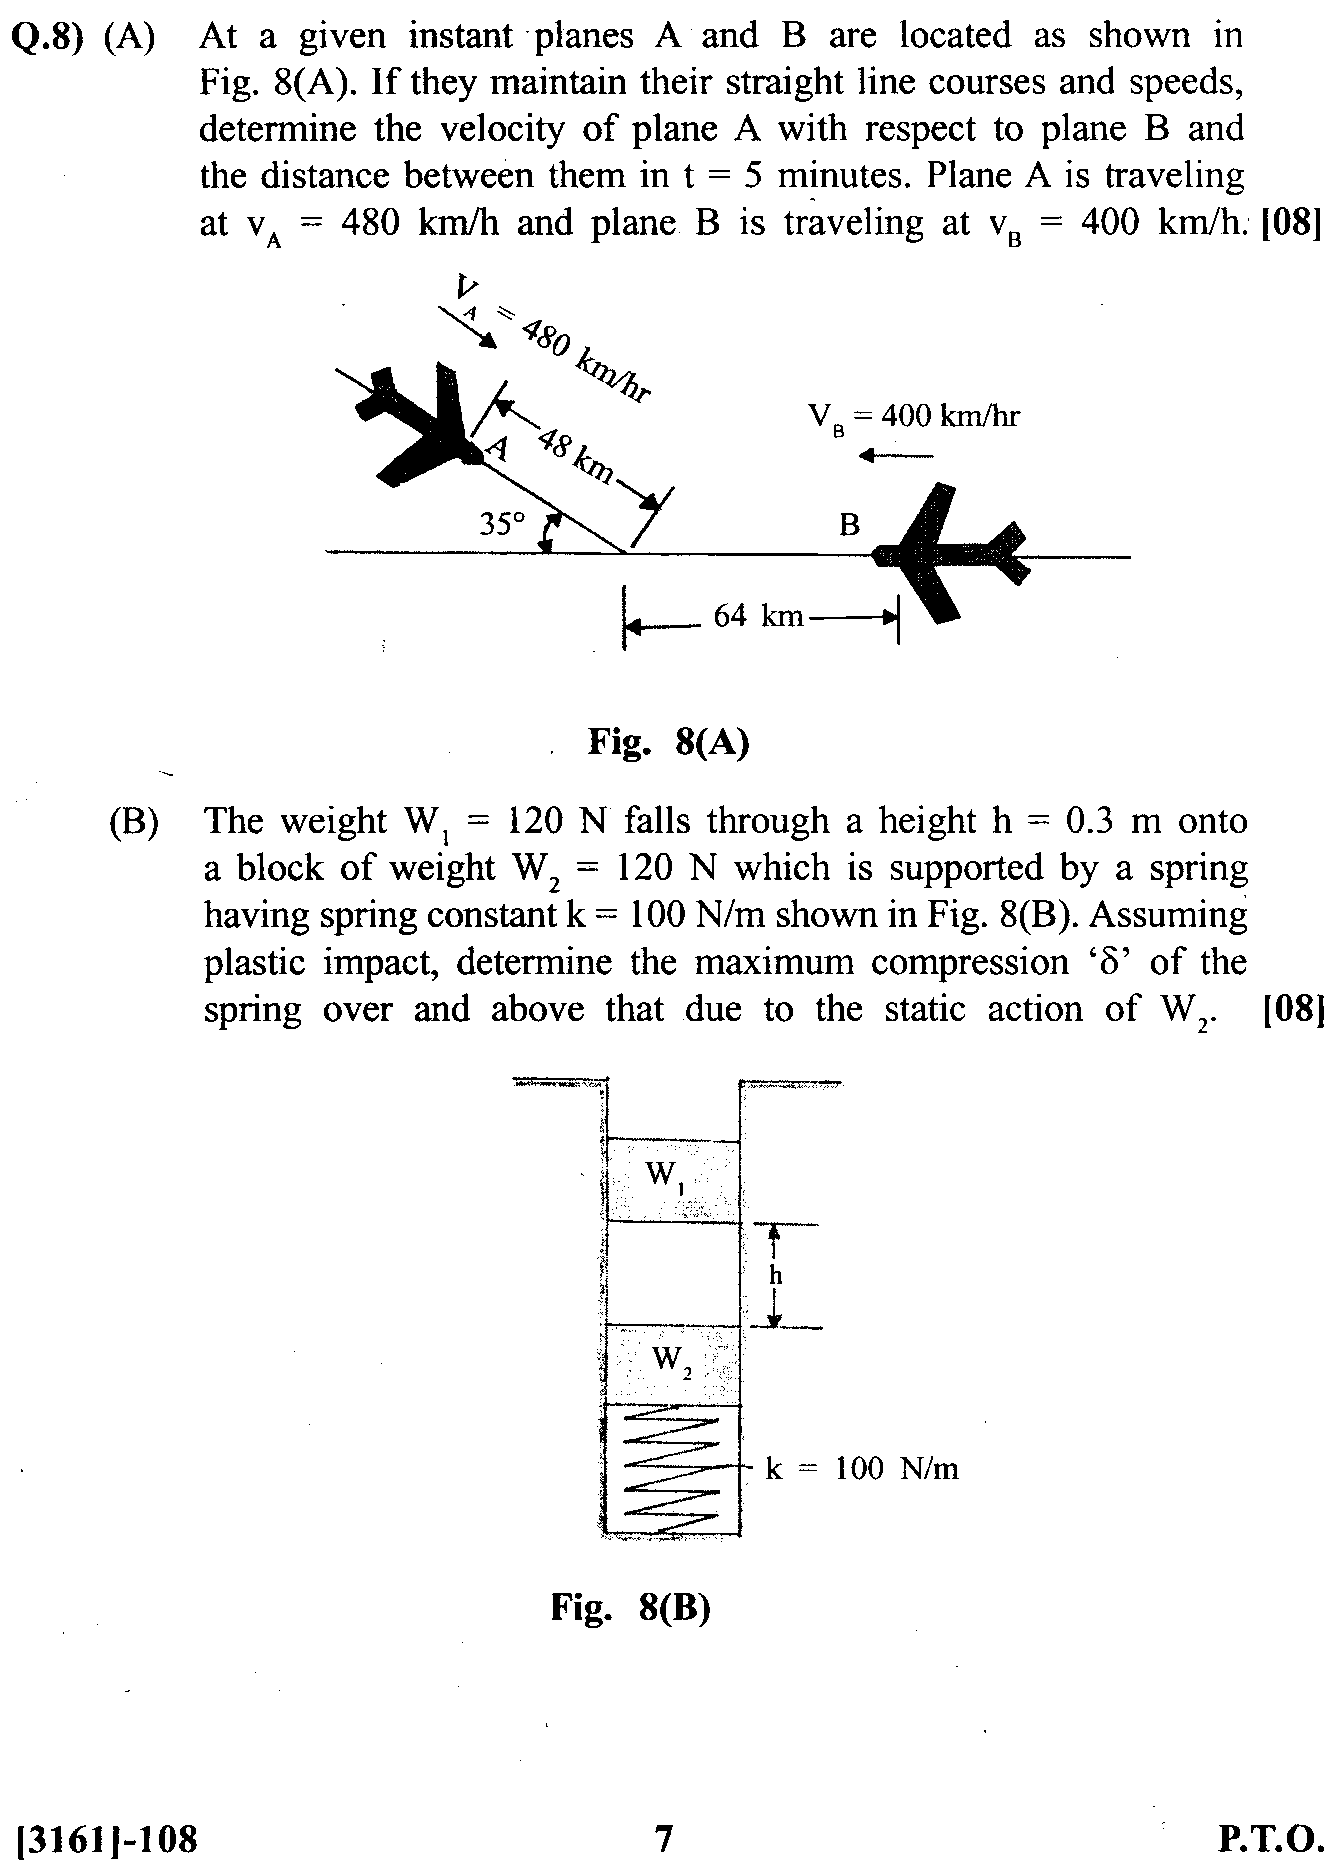 Q.8) (A) At a given instant planes A and B are located as shown in
Fig. 8(A). If they maintain their straight line courses and speeds,
determine the velocity of plane A with respect to plane B and
the distance between them in t = 5 minutes. Plane A is traveling
at v_A = 480 km/h and plane B is traveling at v_B = 400 km/h. [08]
V_A = 480 km/hr
V_B = 400 km/hr
A
48 km
35°
B
64 km
Fig. 8(A)
(B) The weight W₁ = 120 N falls through a height h = 0.3 m onto
a block of weight W₂ = 120 N which is supported by a spring
having spring constant k = 100 N/m shown in Fig. 8(B). Assuming
plastic impact, determine the maximum compression ‘δ’ of the
spring over and above that due to the static action of W₂. [08]
W₁
h
W₂
k = 100 N/m
Fig. 8(B)
[3161]-108 7 P.T.O.